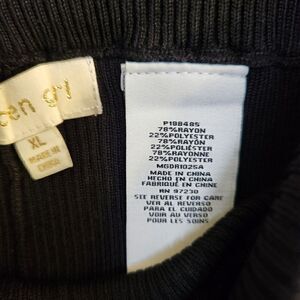 en
XL
MADE IN
CHINA
P198485
78%RAYON
22%POLYESTER
78%RAYÓN
22%POLIÉSTER
78%RAYONNE
22%POLYESTER
MGDR1025A
MADE IN CHINA
HECHO EN CHINA
FABRIQUÉ EN CHINE
RN 97230
SEE REVERSE FOR CARE
VER AL REVERSO
PARA EL CUIDADO
VOIR AU VERSO
POUR LES SOINS